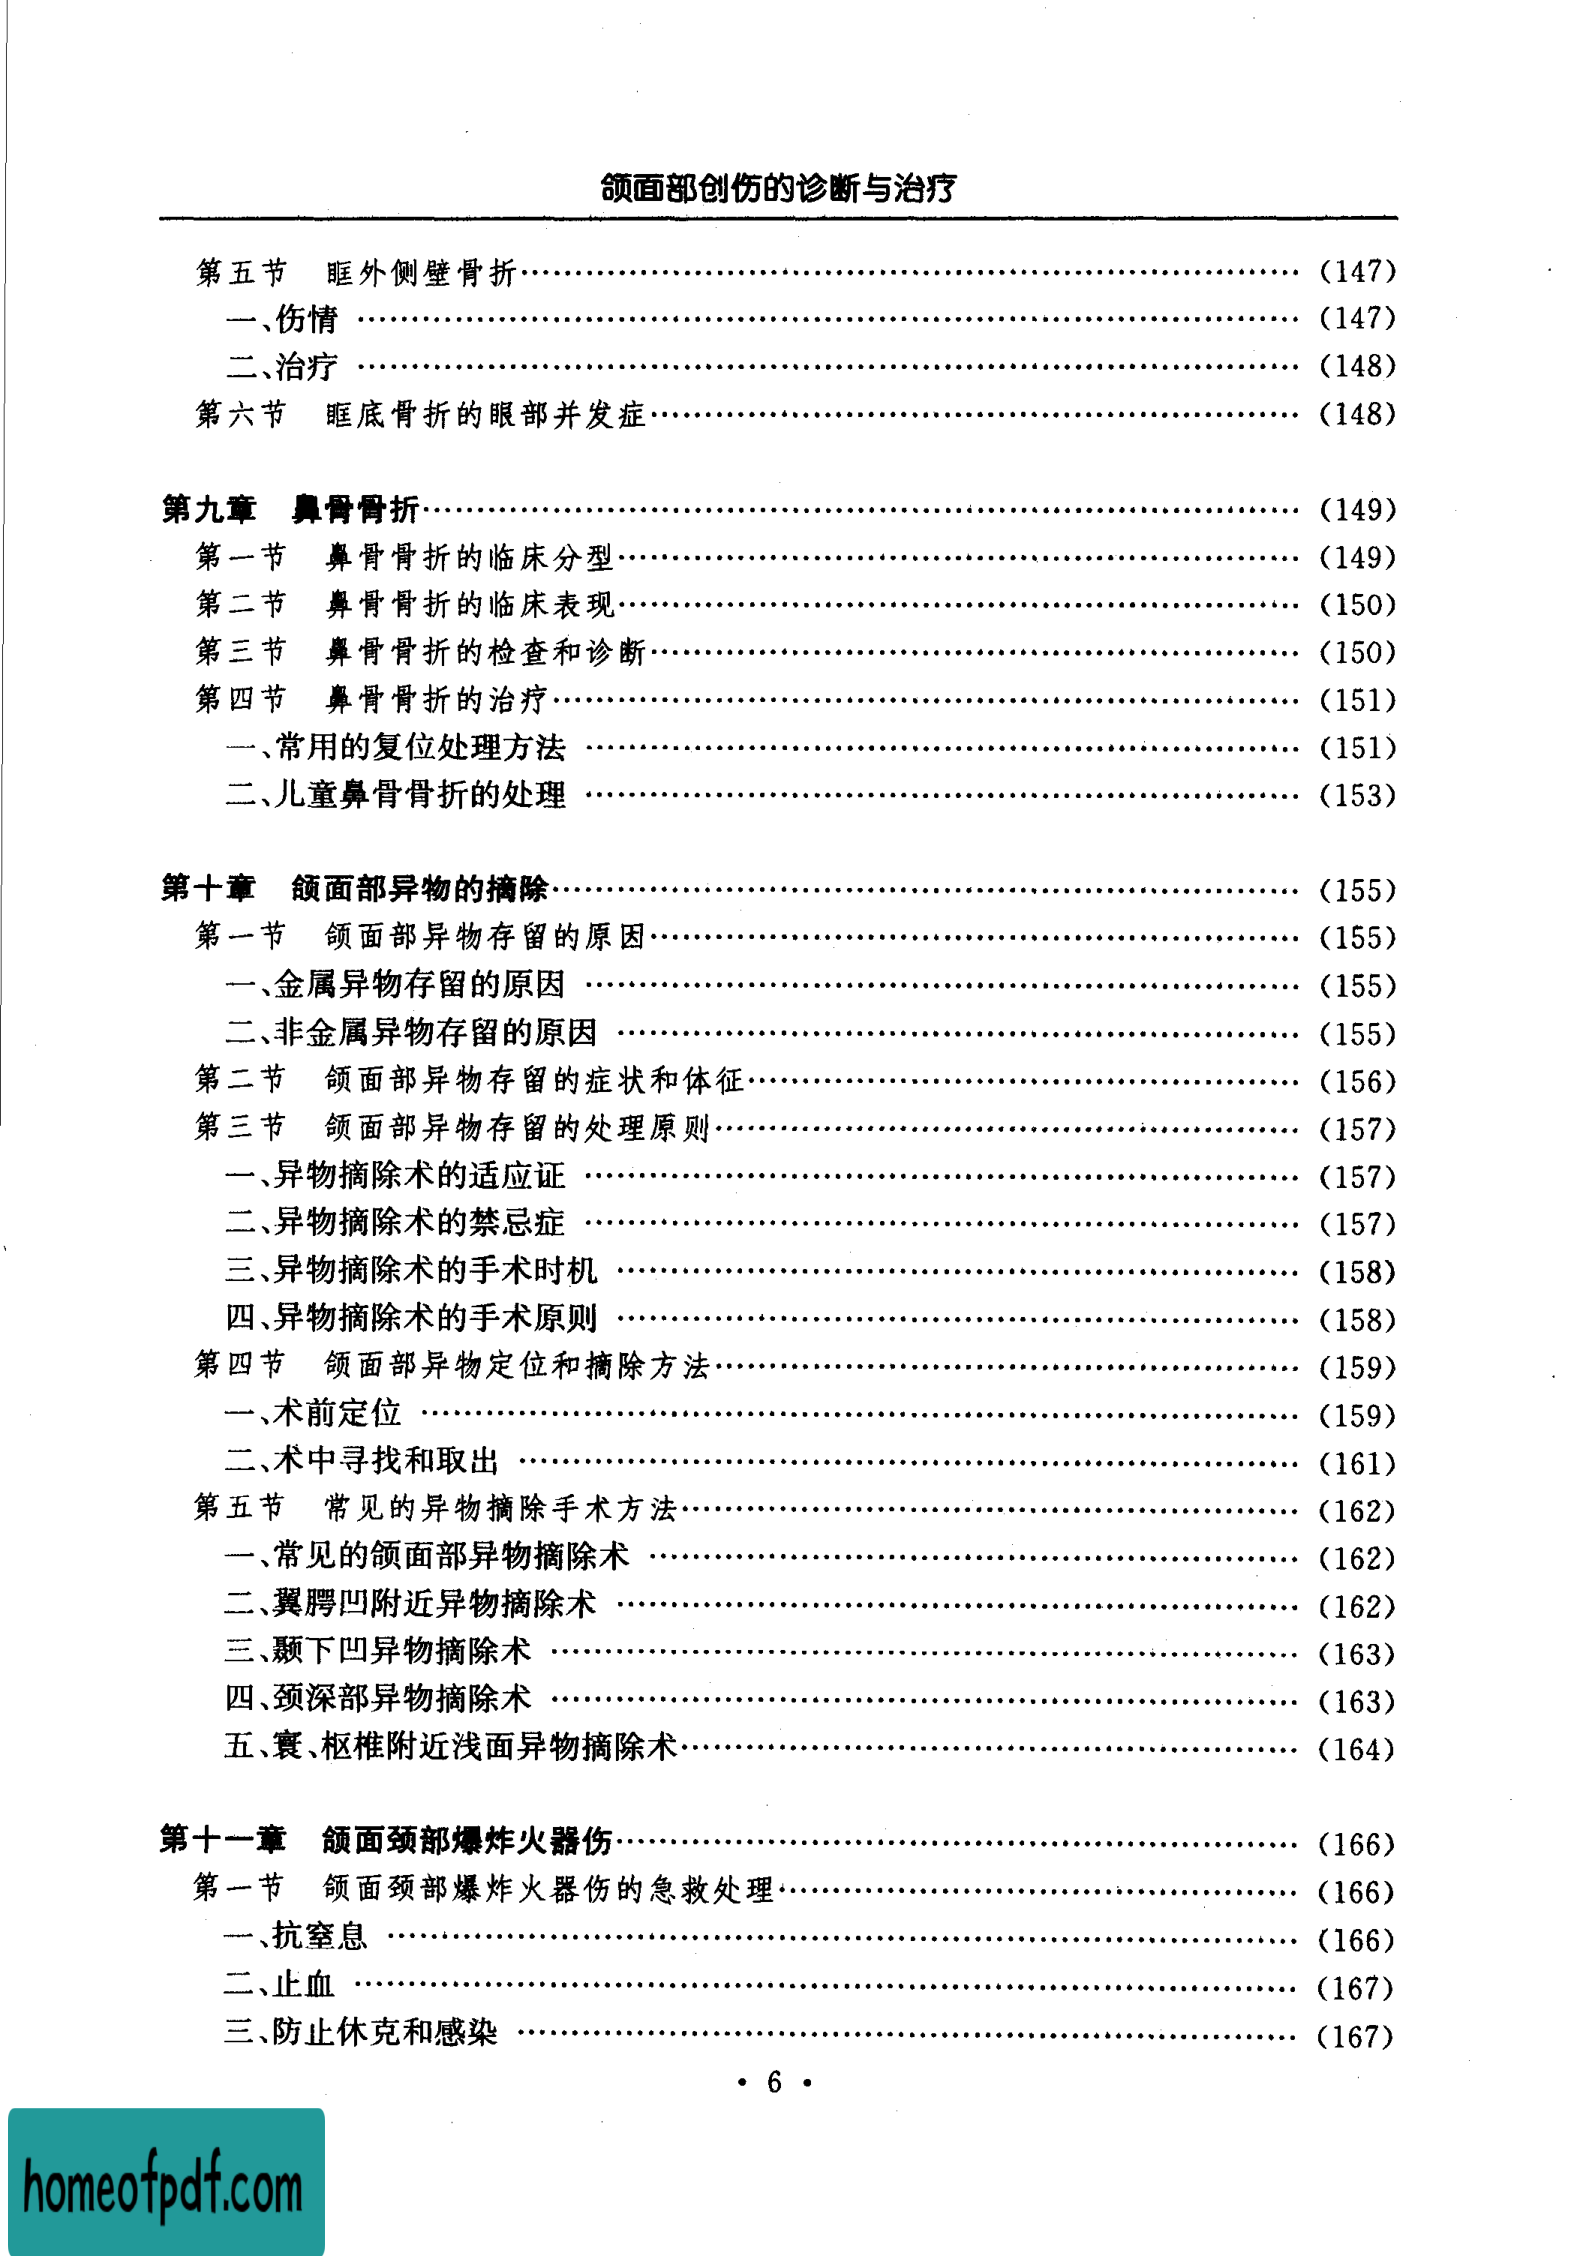 颌面部创伤的诊断与治疗
第五节 眶外侧壁骨折……(147)
一、伤情……(147)
二、治疗……(148)
第六节 眶底骨折的眼部并发症……(148)
第九章 鼻骨骨折……(149)
第一节 鼻骨骨折的临床分型……(149)
第二节 鼻骨骨折的临床表现……(150)
第三节 鼻骨骨折的检查和诊断……(150)
第四节 鼻骨骨折的治疗……(151)
一、常用的复位处理方法……(151)
二、儿童鼻骨骨折的处理……(153)
第十章 颌面部异物的摘除……(155)
第一节 颌面部异物存留的原因……(155)
一、金属异物存留的原因……(155)
二、非金属异物存留的原因……(155)
第二节 颌面部异物存留的症状和体征……(156)
第三节 颌面部异物存留的处理原则……(157)
一、异物摘除术的适应证……(157)
二、异物摘除术的禁忌症……(157)
三、异物摘除术的手术时机……(158)
四、异物摘除术的手术原则……(158)
第四节 颌面部异物定位和摘除方法……(159)
一、术前定位……(159)
二、术中寻找和取出……(161)
第五节 常见的异物摘除手术方法……(162)
一、常见的颌面部异物摘除术……(162)
二、翼腭凹附近异物摘除术……(162)
三、颞下凹异物摘除术……(163)
四、颈深部异物摘除术……(163)
五、寰、枢椎附近浅面异物摘除术……(164)
第十一章 颌面颈部爆炸火器伤……(166)
第一节 颌面颈部爆炸火器伤的急救处理……(166)
一、抗窒息……(166)
二、止血……(167)
三、防止休克和感染……(167)
• 6 •
homeofpdf.com